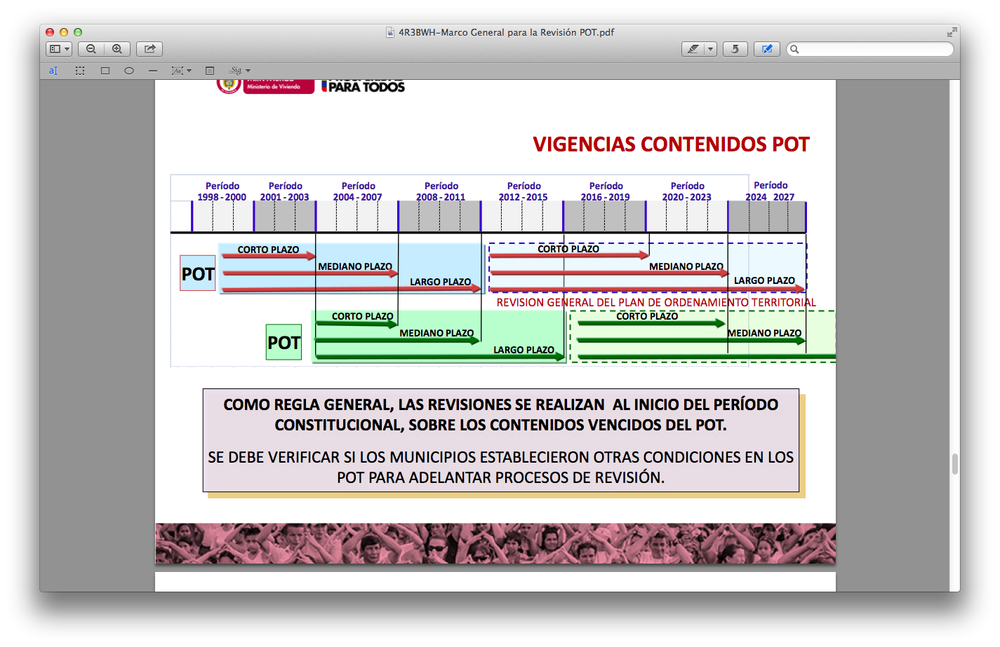 4R3BWH-Marco General para la Revisión POT.pdf
Aa
Sig
Ministerio de Vivienda
PARA TODOS
VIGENCIAS CONTENIDOS POT
Período Período Período Período Período Período Período Período
1998 - 2000 2001 - 2003 2004 - 2007 2008 - 2011 2012 - 2015 2016 - 2019 2020 - 2023 2024 2027
CORTO PLAZO CORTO PLAZO
MEDIANO PLAZO MEDIANO PLAZO
POT
LARGO PLAZO LARGO PLAZO
REVISION GENERAL DEL PLAN DE ORDENAMIENTO TERRITORIAL
CORTO PLAZO CORTO PLAZO
MEDIANO PLAZO MEDIANO PLAZO
POT
LARGO PLAZO
COMO REGLA GENERAL, LAS REVISIONES SE REALIZAN AL INICIO DEL PERÍODO
CONSTITUCIONAL, SOBRE LOS CONTENIDOS VENCIDOS DEL POT.
SE DEBE VERIFICAR SI LOS MUNICIPIOS ESTABLECIERON OTRAS CONDICIONES EN LOS
POT PARA ADELANTAR PROCESOS DE REVISIÓN.